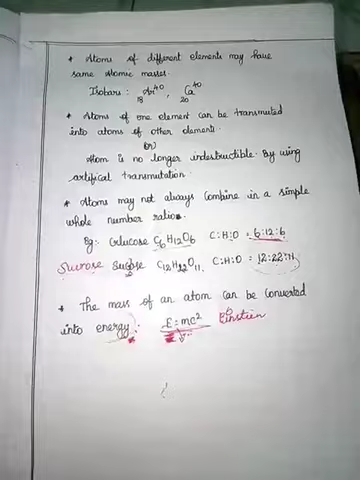 * Atoms of different elements may have
same atomic masses.
Isobars : ₁₈Ar⁴⁰, ₂₀Ca⁴⁰
* Atoms of one element can be transmuted
into atoms of other elements.
(or)
Atom is no longer indestructible. By using
artifical transmutation.
* Atoms may not always combine in a simple
whole number ratio.
Eg:- Glucose C₆H₁₂O₆ C:H:O = 6:12:6
Sucrose Sucose C₁₂H₂₂O₁₁ C:H:O = 12:22:11
* The mass of an atom can be converted
into energy. E=mc² Einstien